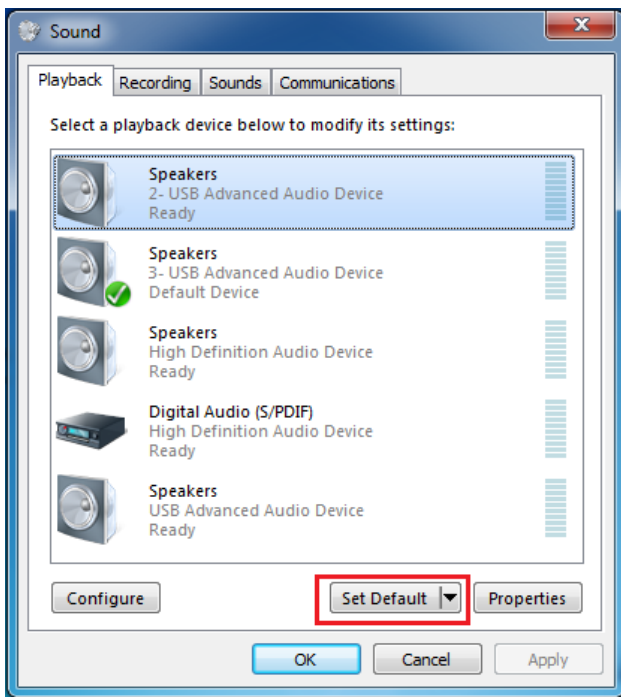 Sound
Playback Recording Sounds Communications
Select a playback device below to modify its settings:
Speakers
2- USB Advanced Audio Device
Ready
Speakers
3- USB Advanced Audio Device
Default Device
Speakers
High Definition Audio Device
Ready
Digital Audio (S/PDIF)
High Definition Audio Device
Ready
Speakers
USB Advanced Audio Device
Ready
Configure Set Default Properties
OK Cancel Apply